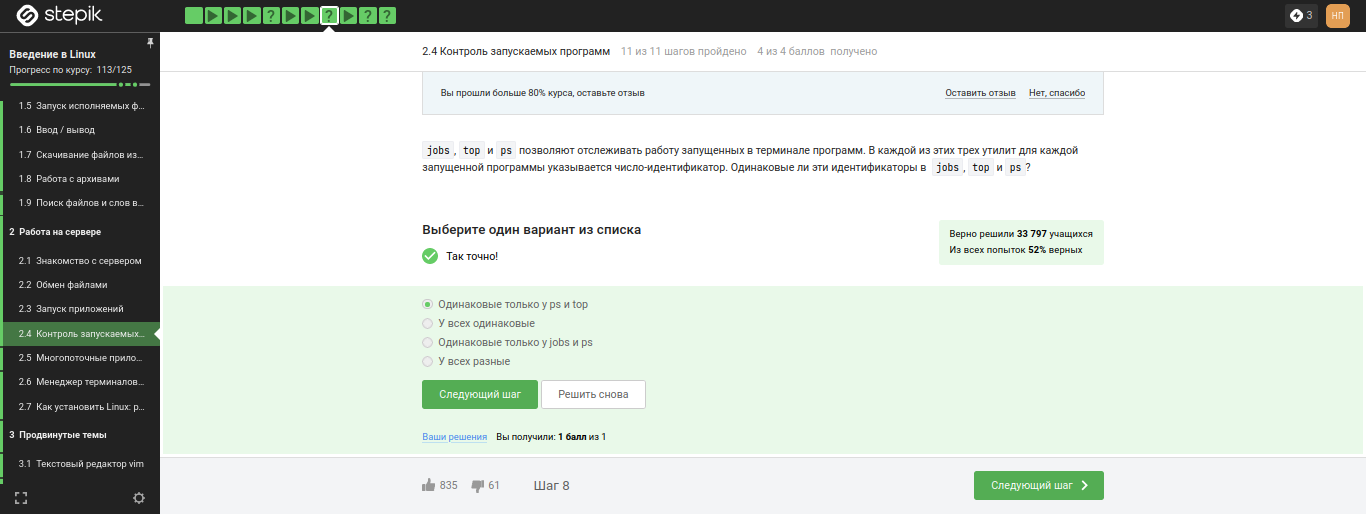 stepik
? ? ? ?
3
НП
Введение в Linux
Прогресс по курсу: 113/125
1.5 Запуск исполняемых ф...
1.6 Ввод / вывод
1.7 Скачивание файлов из...
1.8 Работа с архивами
1.9 Поиск файлов и слов в...
2 Работа на сервере
2.1 Знакомство с сервером
2.2 Обмен файлами
2.3 Запуск приложений
2.4 Контроль запускаемых...
2.5 Многопоточные прило...
2.6 Менеджер терминалов...
2.7 Как установить Linux: р...
3 Продвинутые темы
3.1 Текстовый редактор vim
2.4 Контроль запускаемых программ 11 из 11 шагов пройдено 4 из 4 баллов получено
Вы прошли больше 80% курса, оставьте отзыв
Оставить отзыв Нет, спасибо
jobs, top и ps позволяют отслеживать работу запущенных в терминале программ. В каждой из этих трех утилит для каждой
запущенной программы указывается число-идентификатор. Одинаковые ли эти идентификаторы в jobs, top и ps?
Выберите один вариант из списка
Так точно!
Верно решили 33 797 учащихся
Из всех попыток 52% верных
Одинаковые только у ps и top
У всех одинаковые
Одинаковые только у jobs и ps
У всех разные
Следующий шаг Решить снова
Ваши решения Вы получили: 1 балл из 1
835 61 Шаг 8
Следующий шаг